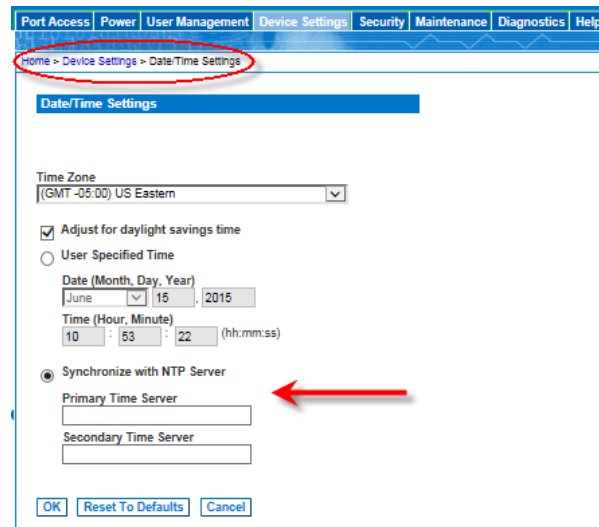 Port Access Power User Management Device Settings Security Maintenance Diagnostics Help
Home > Device Settings > Date/Time Settings
Date/Time Settings
Time Zone
(GMT -05:00) US Eastern
Adjust for daylight savings time
User Specified Time
Date (Month, Day, Year)
June 15 , 2015
Time (Hour, Minute)
10 : 53 : 22 (hh:mm:ss)
Synchronize with NTP Server
Primary Time Server
Secondary Time Server
OK Reset To Defaults Cancel